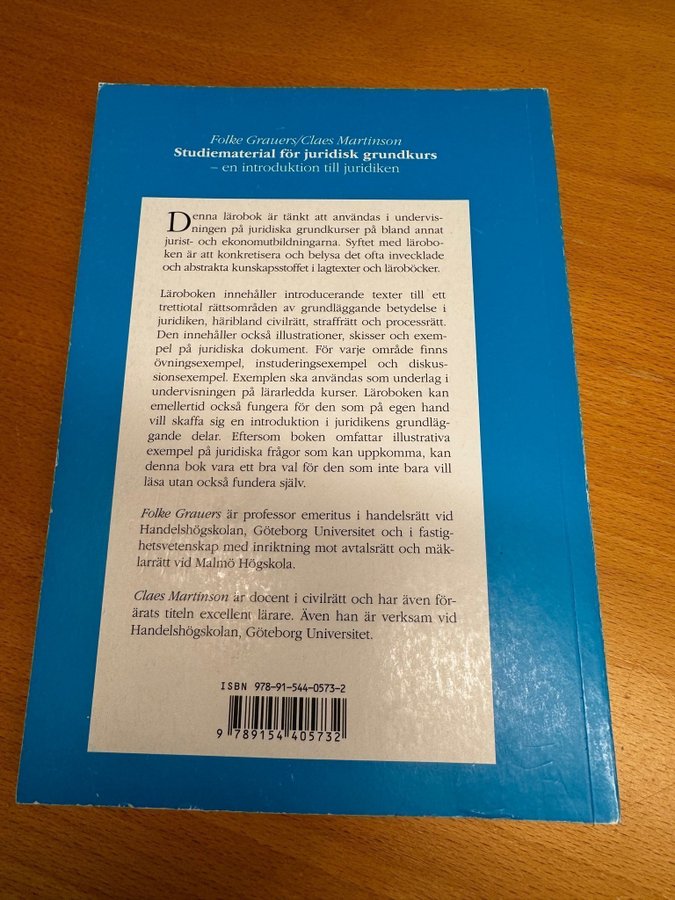 Folke Grauers/Claes Martinson
Studiematerial för juridisk grundkurs
– en introduktion till juridiken
Denna lärobok är tänkt att användas i undervis-
ningen på juridiska grundkurser på bland annat
jurist- och ekonomutbildningarna. Syftet med lärobo-
ken är att konkretisera och belysa det ofta invecklade
och abstrakta kunskapsstoffet i lagtexter och läroböcker.
Läroboken innehåller introducerande texter till ett
trettiotal rättsområden av grundläggande betydelse i
juridiken, häribland civilrätt, straffrätt och processrätt.
Den innehåller också illustrationer, skisser och exem-
pel på juridiska dokument. För varje område finns
övningsexempel, instuderingsexempel och diskus-
sionsexempel. Exemplen ska användas som underlag i
undervisningen på lärarledda kurser. Läroboken kan
emellertid också fungera för den som på egen hand
vill skaffa sig en introduktion i juridikens grundläg-
gande delar. Eftersom boken omfattar illustrativa
exempel på juridiska frågor som kan uppkomma, kan
denna bok vara ett bra val för den som inte bara vill
läsa utan också fundera själv.
Folke Grauers är professor emeritus i handelsrätt vid
Handelshögskolan, Göteborg Universitet och i fastig-
hetsvetenskap med inriktning mot avtalsrätt och mäk-
larrätt vid Malmö Högskola.
Claes Martinson är docent i civilrätt och har även för-
ärats titeln excellent lärare. Även han är verksam vid
Handelshögskolan, Göteborg Universitet.
ISBN 978-91-544-0573-2
9 789154 405732